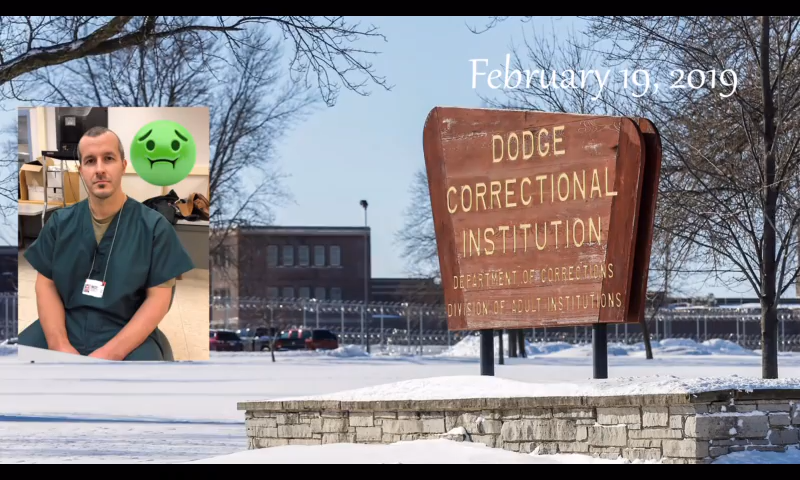 February 19, 2019
DODGE
CORRECTIONAL
INSTITUTION
DEPARTMENT OF CORRECTIONS
DIVISION OF ADULT INSTITUTIONS